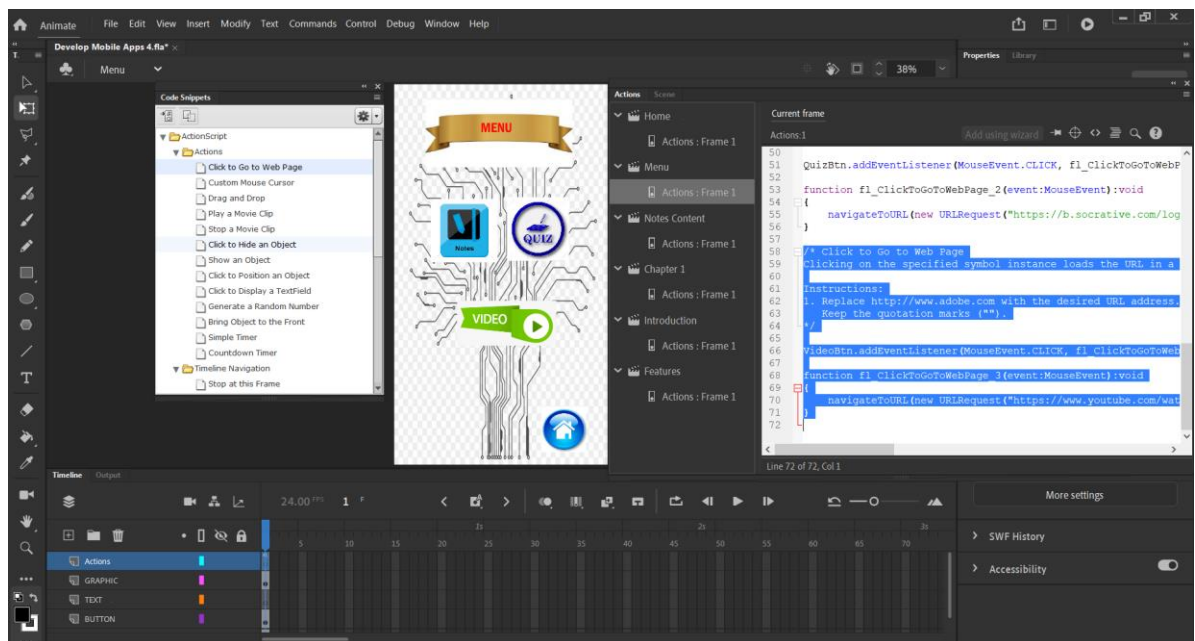 Animate File Edit View Insert Modify Text Commands Control Debug Window Help
Develop Mobile Apps 4.fla* ×
Menu
38%
Properties Library
T.
Code Snippets
ActionScript
Actions
Click to Go to Web Page
Custom Mouse Cursor
Drag and Drop
Play a Movie Clip
Stop a Movie Clip
Click to Hide an Object
Show an Object
Click to Position an Object
Click to Display a TextField
Generate a Random Number
Bring Object to the Front
Simple Timer
Countdown Timer
Timeline Navigation
Stop at this Frame
MENU
Notes
QUIZ
VIDEO
Actions Scene
Home
Actions : Frame 1
Menu
Actions : Frame 1
Notes Content
Actions : Frame 1
Chapter 1
Actions : Frame 1
Introduction
Actions : Frame 1
Features
Actions : Frame 1
Current frame
Actions:1
Add using wizard
50
51 QuizBtn.addEventListener(MouseEvent.CLICK, fl_ClickToGoToWebP
52
53 function fl_ClickToGoToWebPage_2(event:MouseEvent):void
54 {
55 navigateToURL(new URLRequest("https://b.socrative.com/log
56 }
57
58 /* Click to Go to Web Page
59 Clicking on the specified symbol instance loads the URL in a
60
61 Instructions:
62 1. Replace http://www.adobe.com with the desired URL address.
63 Keep the quotation marks ("").
64 */
65
66 VideoBtn.addEventListener(MouseEvent.CLICK, fl_ClickToGoToWeb
67
68 function fl_ClickToGoToWebPage_3(event:MouseEvent):void
69 {
70 navigateToURL(new URLRequest("https://www.youtube.com/wat
71 }
72
Line 72 of 72, Col 1
Timeline Output
24.00 FPS 1 F
1s 2s 3s
5 10 15 20 25 30 35 40 45 50 55 60 65 70
Actions
GRAPHIC
TEXT
BUTTON
More settings
SWF History
Accessibility